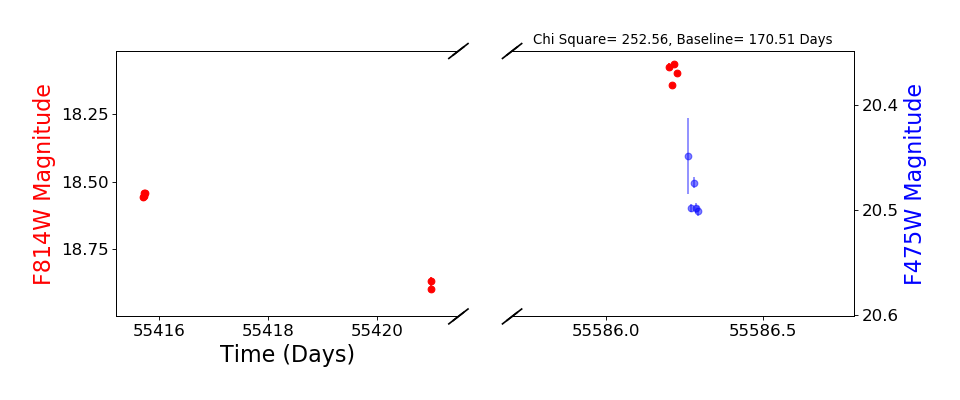 Chi Square= 252.56, Baseline= 170.51 Days
F814W Magnitude
18.25
18.50
18.75
20.4
20.5
20.6
F475W Magnitude
55416
55418
55420
55586.0
55586.5
Time (Days)